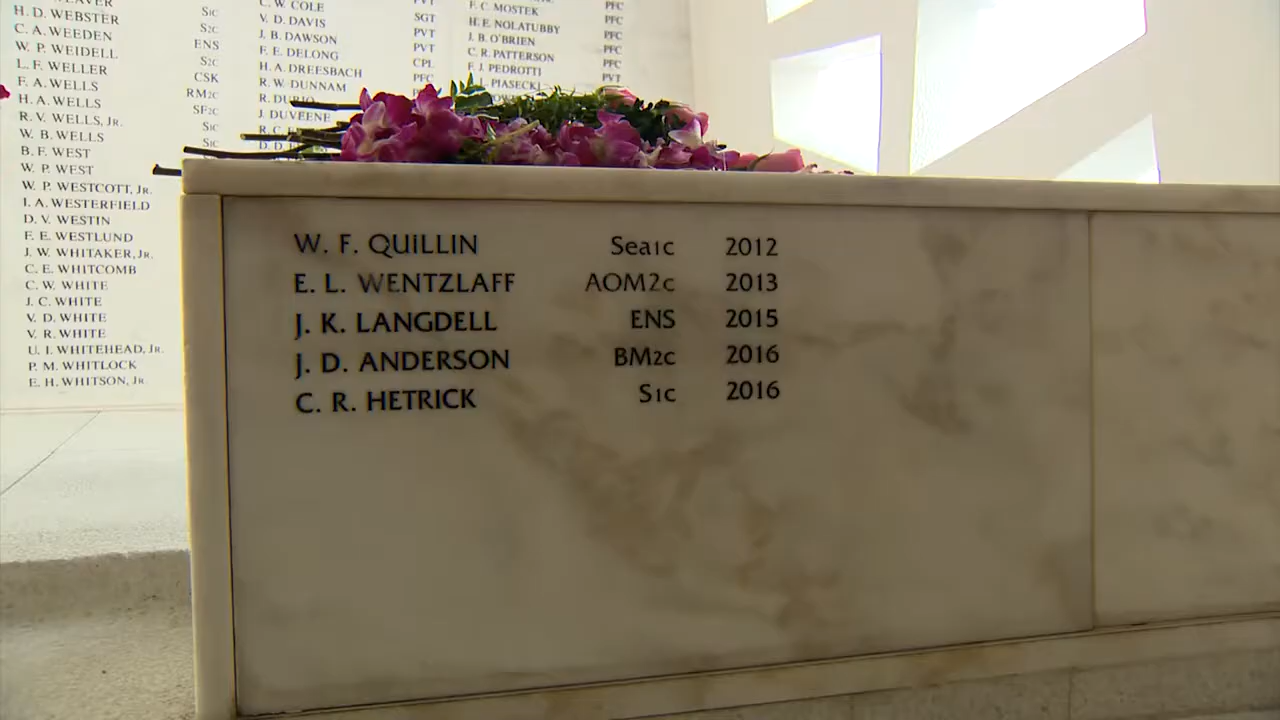 WEAVER
H. D. WEBSTER S1c
C. A. WEEDEN S2c
W. P. WEIDELL ENS
L. F. WELLER S2c
F. A. WELLS CSK
H. A. WELLS RM2c
R. V. WELLS, JR. SF2c
W. B. WELLS S1c
B. F. WEST S1c
W. P. WEST
W. P. WESTCOTT, JR.
I. A. WESTERFIELD
D. V. WESTIN
F. E. WESTLUND
J. W. WHITAKER, JR.
C. E. WHITCOMB
C. W. WHITE
J. C. WHITE
V. D. WHITE
V. R. WHITE
U. I. WHITEHEAD, JR.
P. M. WHITLOCK
E. H. WHITSON, JR.
C. W. COLE PVT
V. D. DAVIS SGT
J. B. DAWSON PVT
F. E. DELONG CPL
H. A. DREESBACH PFC
R. W. DUNNAM
R. DURIO
J. DUVEENE
F. C. MOSTEK PFC
H. E. NOLATUBBY PFC
J. B. O'BRIEN PFC
C. R. PATTERSON PFC
F. J. PEDROTTI PVT
PIASECKI
W. F. QUILLIN Sea1c 2012
E. L. WENTZLAFF AOM2c 2013
J. K. LANGDELL ENS 2015
J. D. ANDERSON BM2c 2016
C. R. HETRICK S1c 2016